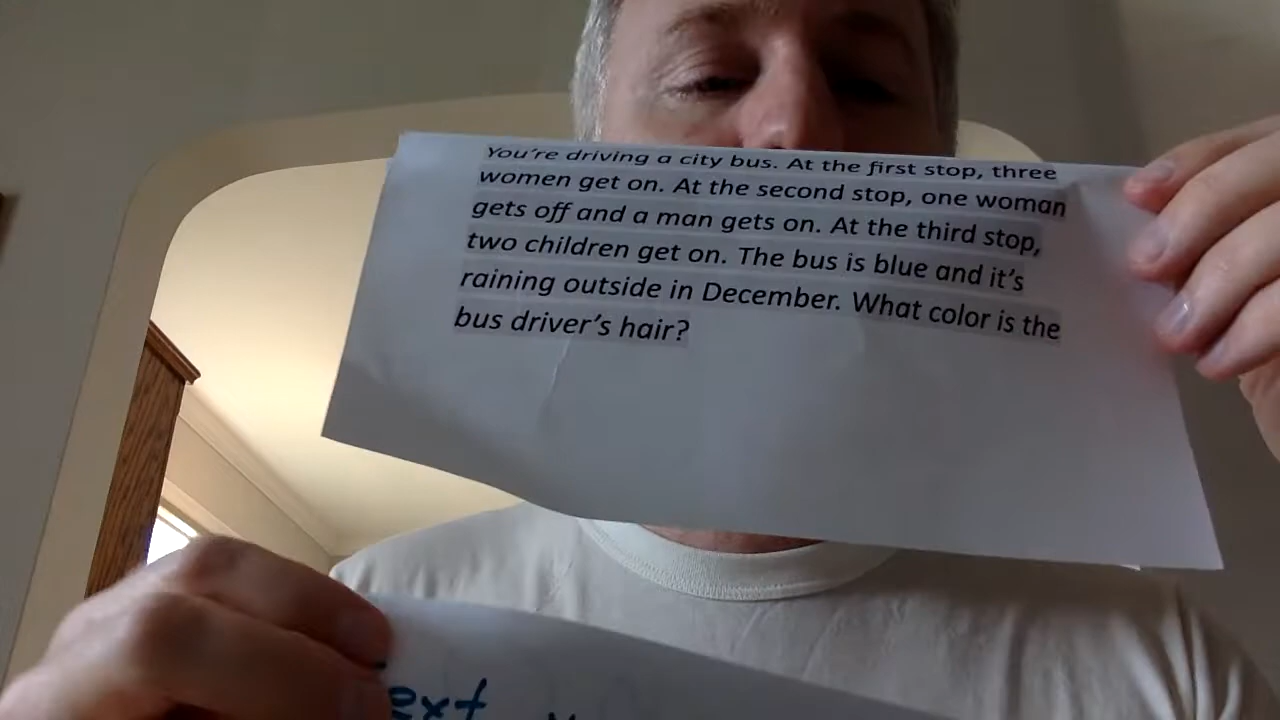 You're driving a city bus. At the first stop, three
women get on. At the second stop, one woman
gets off and a man gets on. At the third stop,
two children get on. The bus is blue and it's
raining outside in December. What color is the
bus driver's hair?